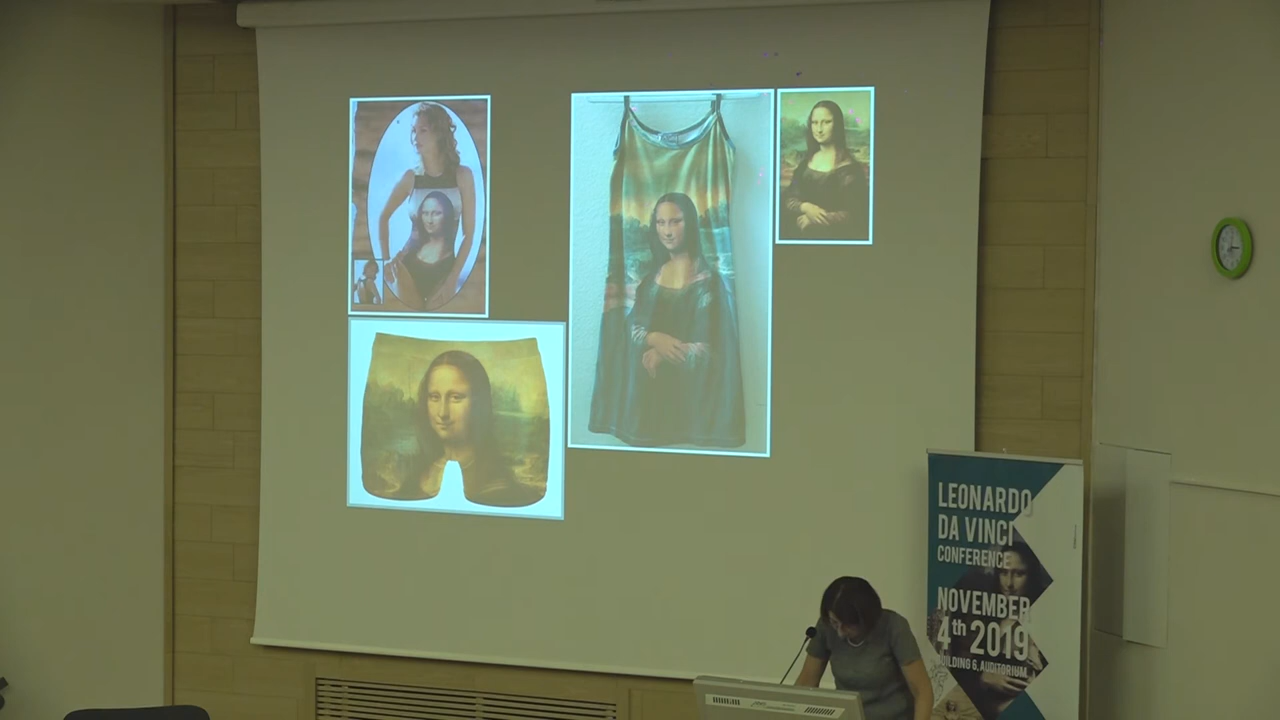 LEONARDO
DA VINCI
CONFERENCE
NOVEMBER
4th 2019
BUILDING 6, AUDITORIUM